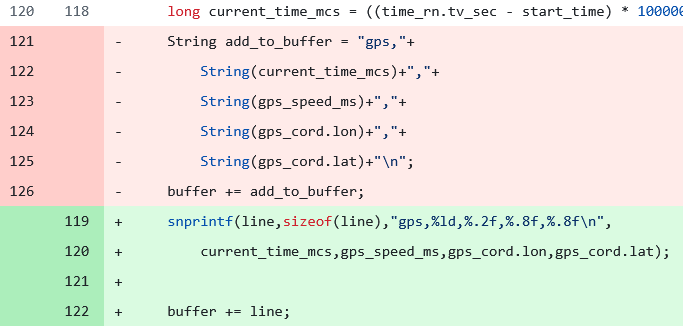 120 118 long current_time_mcs = ((time_rn.tv_sec - start_time) * 100000
121 - String add_to_buffer = "gps,"+
122 - String(current_time_mcs)+","+
123 - String(gps_speed_ms)+","+
124 - String(gps_cord.lon)+","+
125 - String(gps_cord.lat)+"\n";
126 - buffer += add_to_buffer;
119 + snprintf(line,sizeof(line),"gps,%ld,%.2f,%.8f,%.8f\n",
120 + current_time_mcs,gps_speed_ms,gps_cord.lon,gps_cord.lat);
121 +
122 + buffer += line;